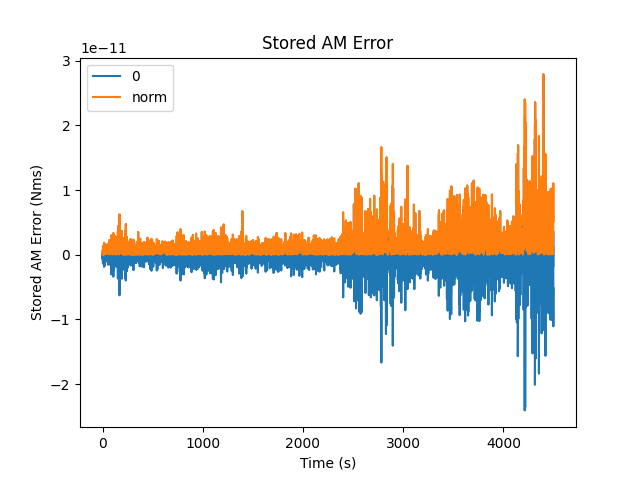 Stored AM Error
1e−11
0
norm
3
2
1
0
−1
−2
Stored AM Error (Nms)
0
1000
2000
3000
4000
Time (s)